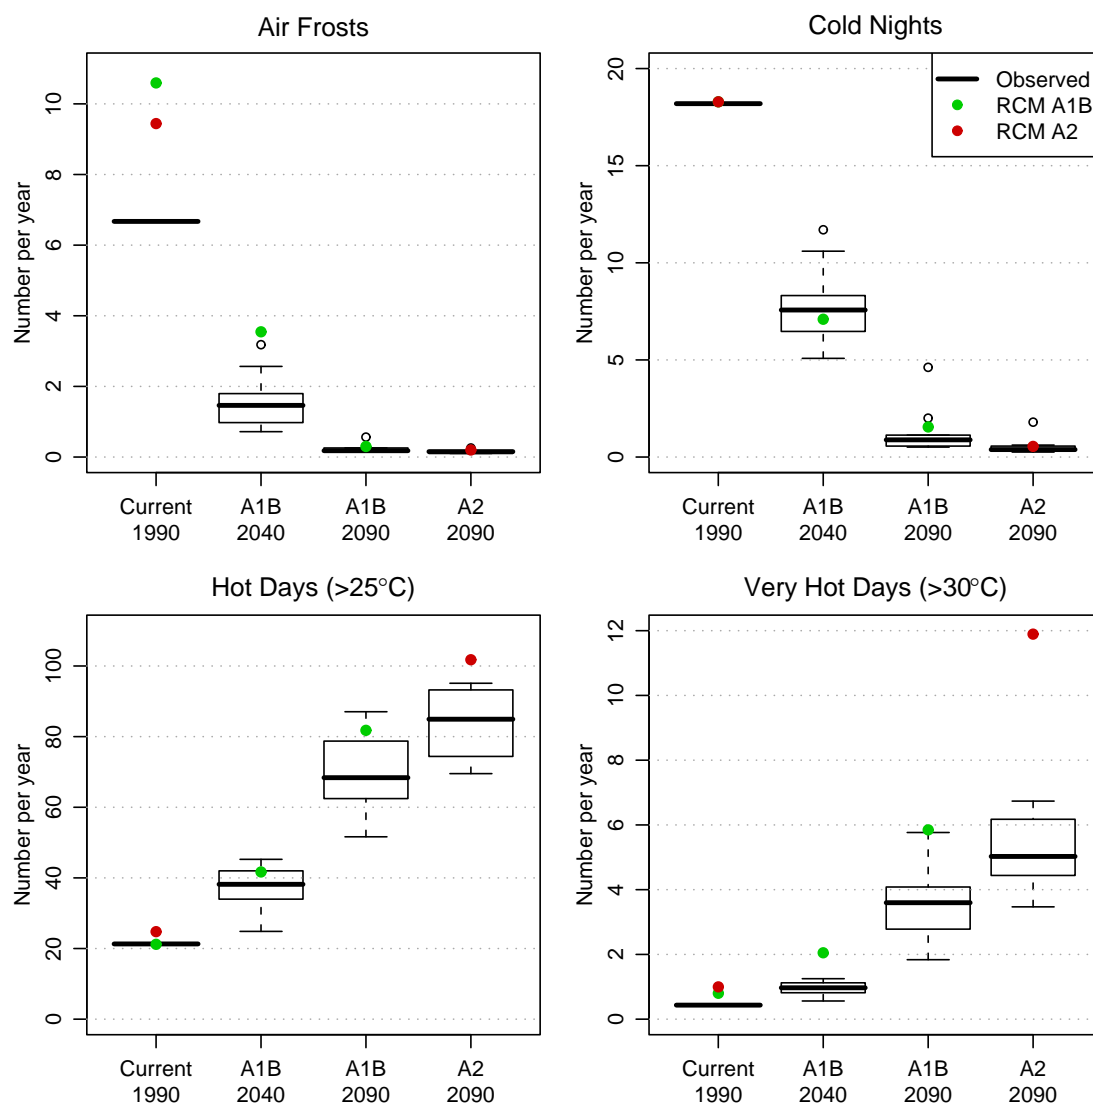 Air Frosts
Number per year
0
2
4
6
8
10
Current
1990
A1B
2040
A1B
2090
A2
2090
Cold Nights
Number per year
0
5
10
15
20
Observed
RCM A1B
RCM A2
Current
1990
A1B
2040
A1B
2090
A2
2090
Hot Days (>25°C)
Number per year
0
20
40
60
80
100
Current
1990
A1B
2040
A1B
2090
A2
2090
Very Hot Days (>30°C)
Number per year
0
2
4
6
8
10
12
Current
1990
A1B
2040
A1B
2090
A2
2090